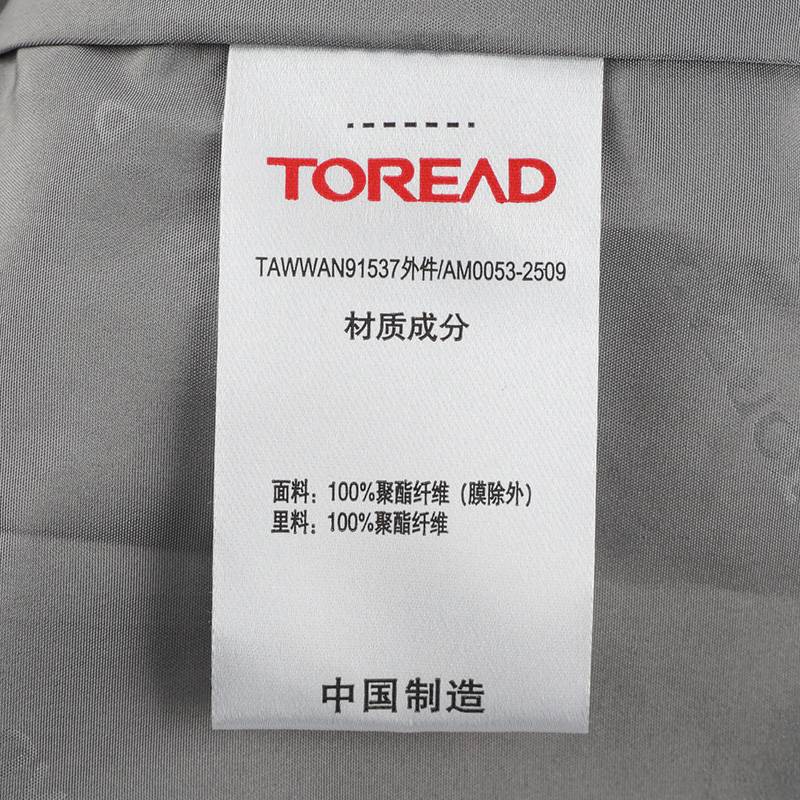 TOREAD
TAWWAN91537外件/AM0053-2509
材质成分
面料：100%聚酯纤维（膜除外）
里料：100%聚酯纤维
中国制造